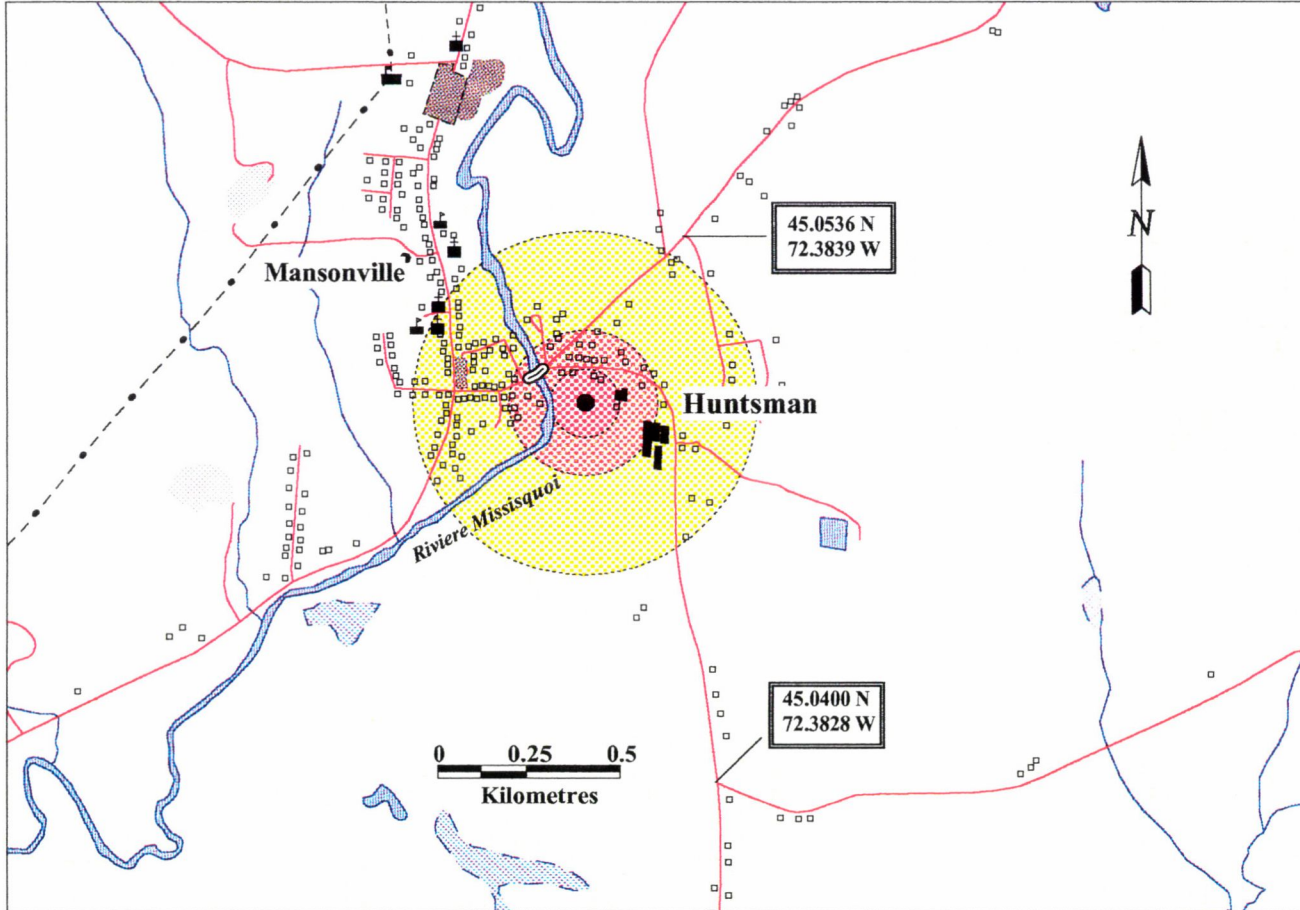 45.0536 N
72.3839 W
N
Mansonville
Huntsman
Riviere Missisquoi
45.0400 N
72.3828 W
0 0.25 0.5
Kilometres